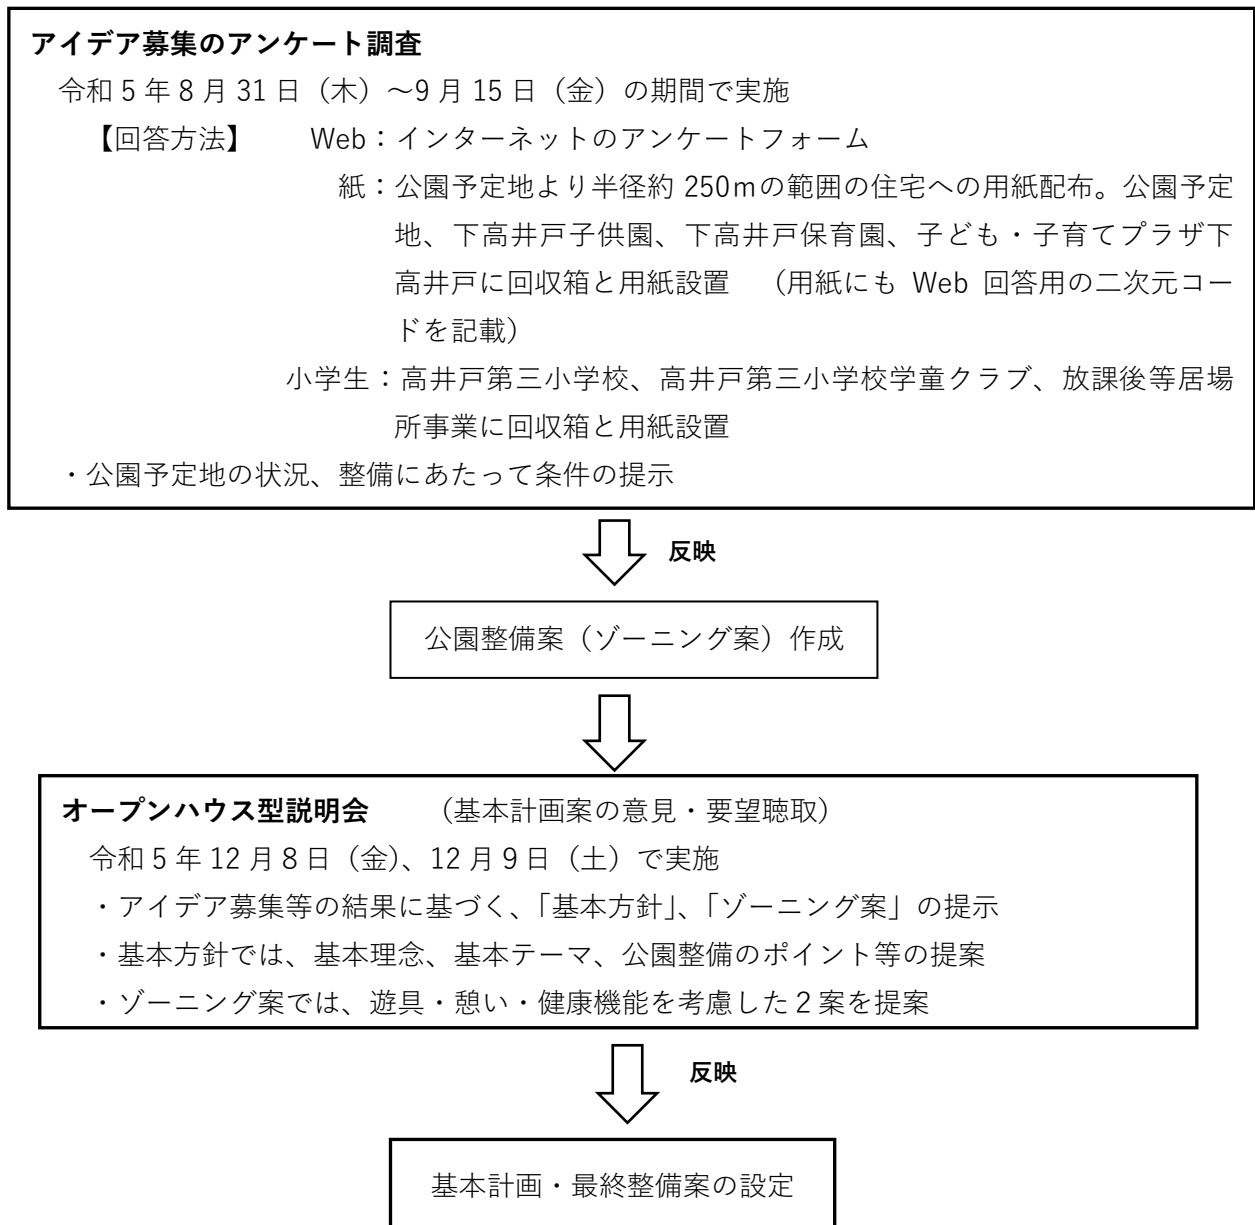 アイデア募集のアンケート調査
令和5年8月31日（木）～9月15日（金）の期間で実施
【回答方法】　Web：インターネットのアンケートフォーム
紙：公園予定地より半径約250ｍの範囲の住宅への用紙配布。公園予定
地、下高井戸子供園、下高井戸保育園、子ども・子育てプラザ下
高井戸に回収箱と用紙設置　（用紙にも Web 回答用の二次元コー
ドを記載）
小学生：高井戸第三小学校、高井戸第三小学校学童クラブ、放課後等居場
所事業に回収箱と用紙設置
・公園予定地の状況、整備にあたって条件の提示
反映
公園整備案（ゾーニング案）作成
オープンハウス型説明会　（基本計画案の意見・要望聴取）
令和5年12月8日（金）、12月9日（土）で実施
・アイデア募集等の結果に基づく、「基本方針」、「ゾーニング案」の提示
・基本方針では、基本理念、基本テーマ、公園整備のポイント等の提案
・ゾーニング案では、遊具・憩い・健康機能を考慮した2案を提案
反映
基本計画・最終整備案の設定